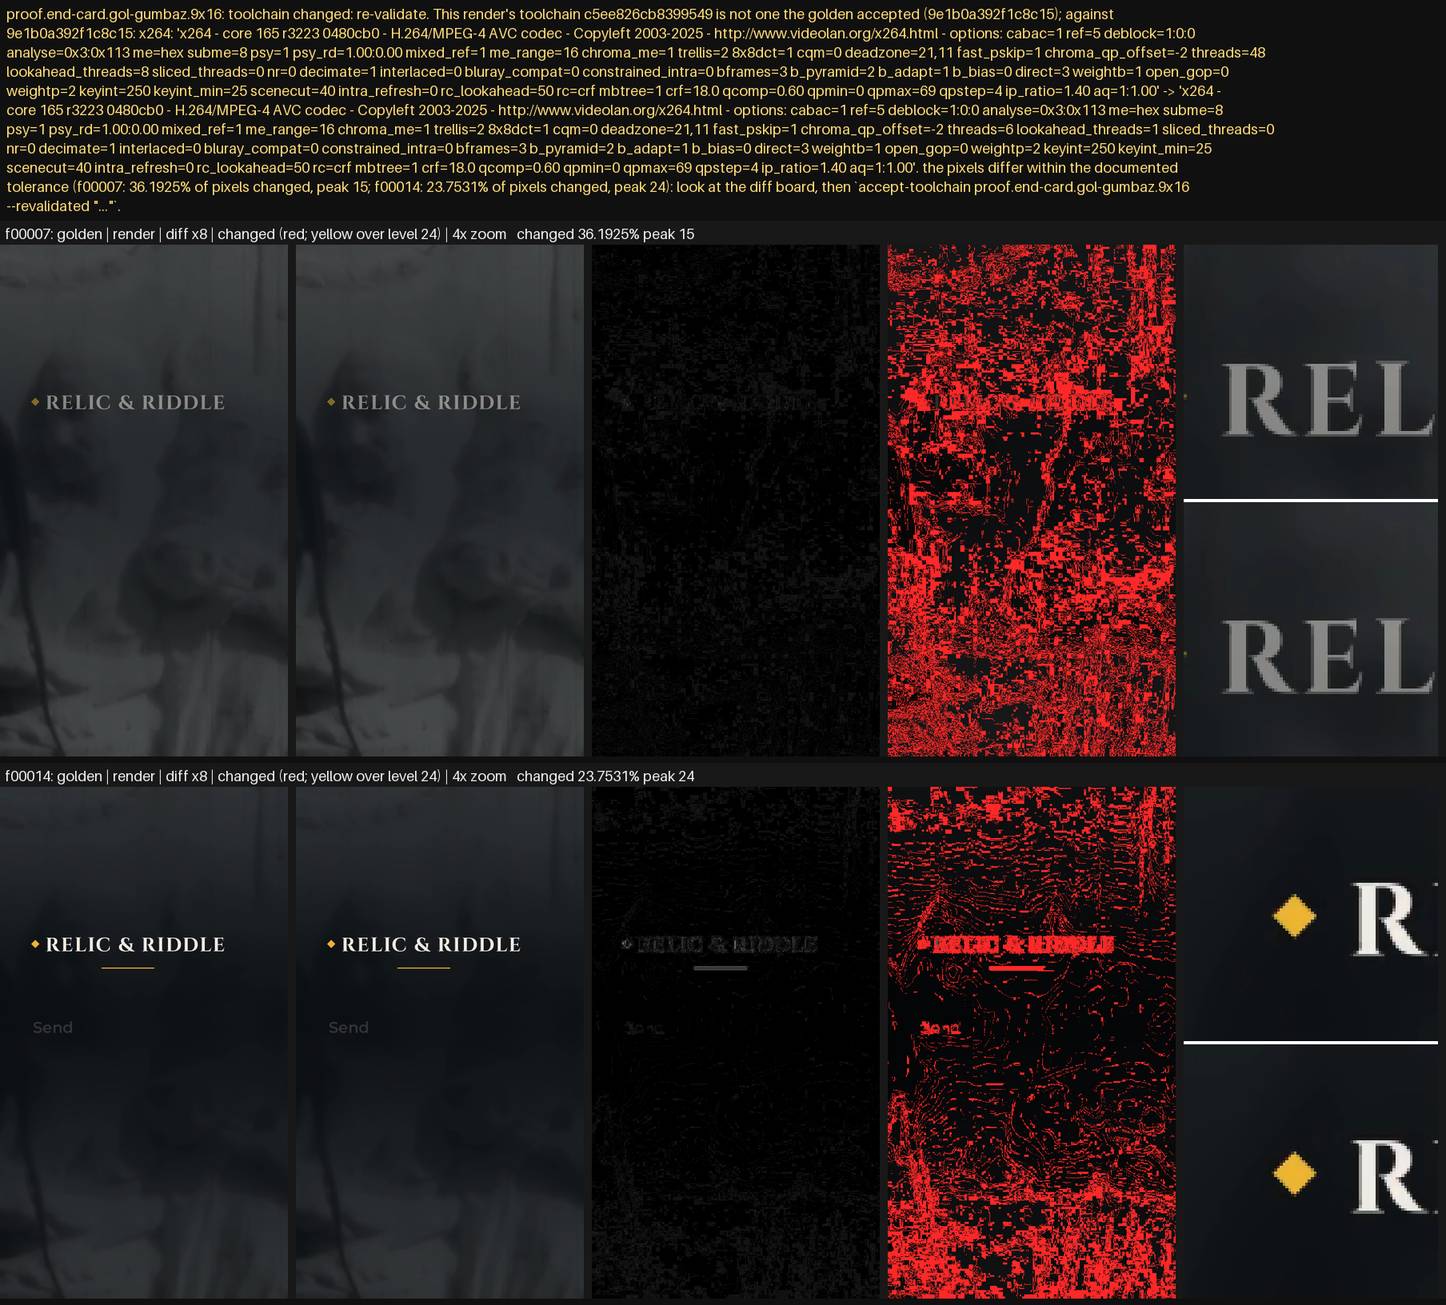 proof.end-card.gol-gumbaz.9x16: toolchain changed: re-validate. This render's toolchain c5ee826cb8399549 is not one the golden accepted (9e1b0a392f1c8c15); against
9e1b0a392f1c8c15: x264: 'x264 - core 165 r3223 0480cb0 - H.264/MPEG-4 AVC codec - Copyleft 2003-2025 - http://www.videolan.org/x264.html - options: cabac=1 ref=5 deblock=1:0:0
analyse=0x3:0x113 me=hex subme=8 psy=1 psy_rd=1.00:0.00 mixed_ref=1 me_range=16 chroma_me=1 trellis=2 8x8dct=1 cqm=0 deadzone=21,11 fast_pskip=1 chroma_qp_offset=-2 threads=48
lookahead_threads=8 sliced_threads=0 nr=0 decimate=1 interlaced=0 bluray_compat=0 constrained_intra=0 bframes=3 b_pyramid=2 b_adapt=1 b_bias=0 direct=3 weightb=1 open_gop=0
weightp=2 keyint=250 keyint_min=25 scenecut=40 intra_refresh=0 rc_lookahead=50 rc=crf mbtree=1 crf=18.0 qcomp=0.60 qpmin=0 qpmax=69 qpstep=4 ip_ratio=1.40 aq=1:1.00' -> 'x264 -
core 165 r3223 0480cb0 - H.264/MPEG-4 AVC codec - Copyleft 2003-2025 - http://www.videolan.org/x264.html - options: cabac=1 ref=5 deblock=1:0:0 analyse=0x3:0x113 me=hex subme=8
psy=1 psy_rd=1.00:0.00 mixed_ref=1 me_range=16 chroma_me=1 trellis=2 8x8dct=1 cqm=0 deadzone=21,11 fast_pskip=1 chroma_qp_offset=-2 threads=6 lookahead_threads=1 sliced_threads=0
nr=0 decimate=1 interlaced=0 bluray_compat=0 constrained_intra=0 bframes=3 b_pyramid=2 b_adapt=1 b_bias=0 direct=3 weightb=1 open_gop=0 weightp=2 keyint=250 keyint_min=25
scenecut=40 intra_refresh=0 rc_lookahead=50 rc=crf mbtree=1 crf=18.0 qcomp=0.60 qpmin=0 qpmax=69 qpstep=4 ip_ratio=1.40 aq=1:1.00'. the pixels differ within the documented
tolerance (f00007: 36.1925% of pixels changed, peak 15; f00014: 23.7531% of pixels changed, peak 24): look at the diff board, then `accept-toolchain proof.end-card.gol-gumbaz.9x16
--revalidated "..."`.
f00007: golden | render | diff x8 | changed (red; yellow over level 24) | 4x zoom changed 36.1925% peak 15
RELIC & RIDDLE
RELIC & RIDDLE
REL
REL
f00014: golden | render | diff x8 | changed (red; yellow over level 24) | 4x zoom changed 23.7531% peak 24
RELIC & RIDDLE
RELIC & RIDDLE
RELIC & RIDDLE
RELIC & RIDDLE
Send
Send
Send
Send
R
R